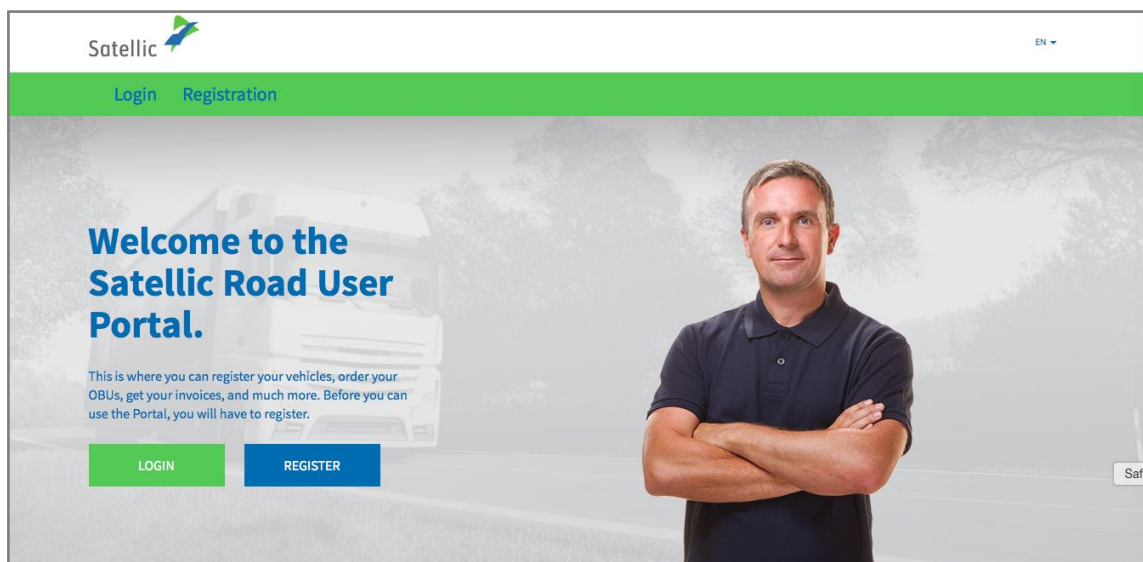 Satellic
EN
Login Registration
Welcome to the
Satellic Road User
Portal.
This is where you can register your vehicles, order your
OBUs, get your invoices, and much more. Before you can
use the Portal, you will have to register.
LOGIN REGISTER
Saf